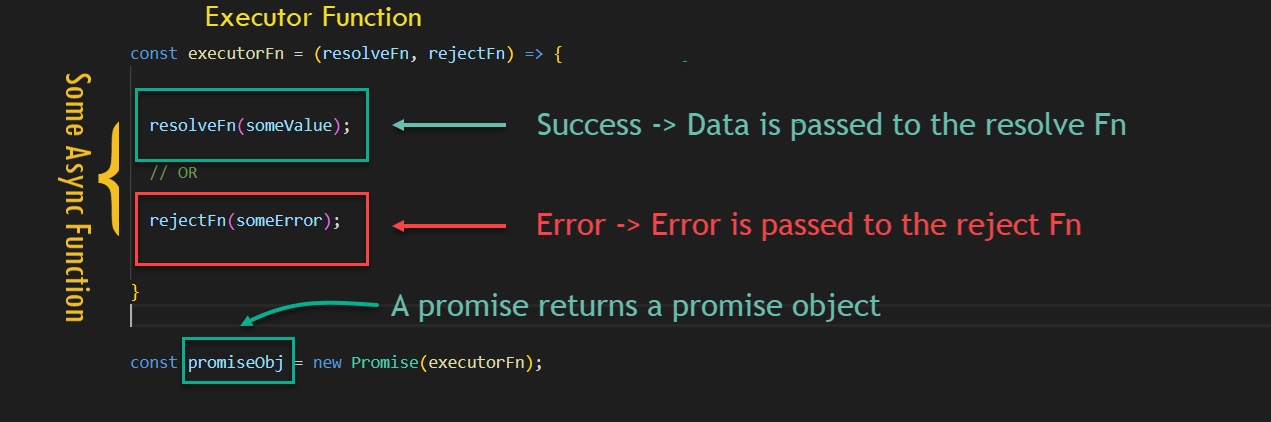 Executor Function
const executorFn = (resolveFn, rejectFn) => {
Some Async Function
{
resolveFn(someValue);
Success -> Data is passed to the resolve Fn
// OR
rejectFn(someError);
Error -> Error is passed to the reject Fn
}
A promise returns a promise object
const promiseObj = new Promise(executorFn);